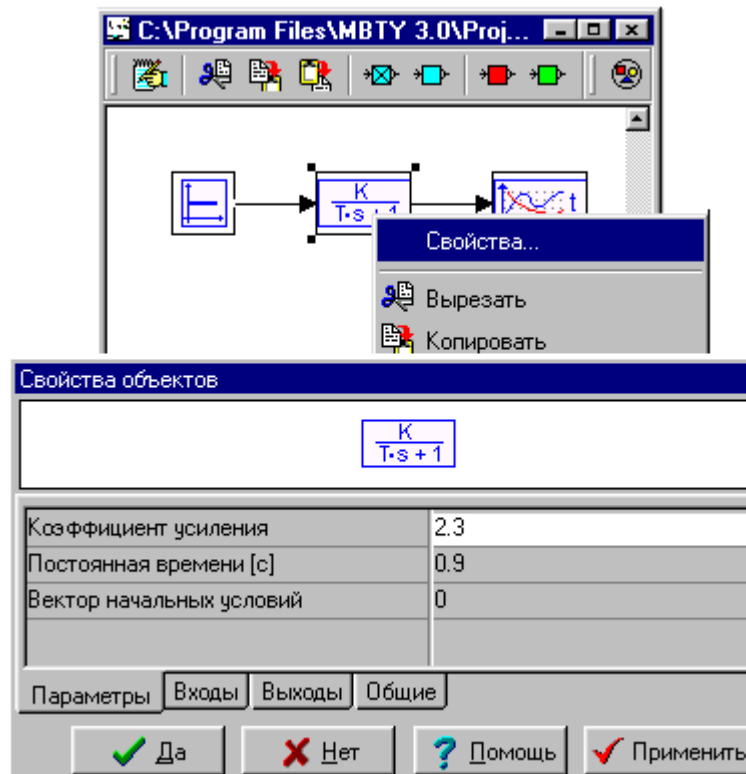 C:\Program Files\MBTY 3.0\Proj...
K
T•s + 1
t
Свойства...
Вырезать
Копировать
Свойства объектов
K
T•s + 1
Коэффициент усиления 2.3
Постоянная времени [с] 0.9
Вектор начальных условий 0
Параметры Входы Выходы Общие
Да Нет Помощь Применить